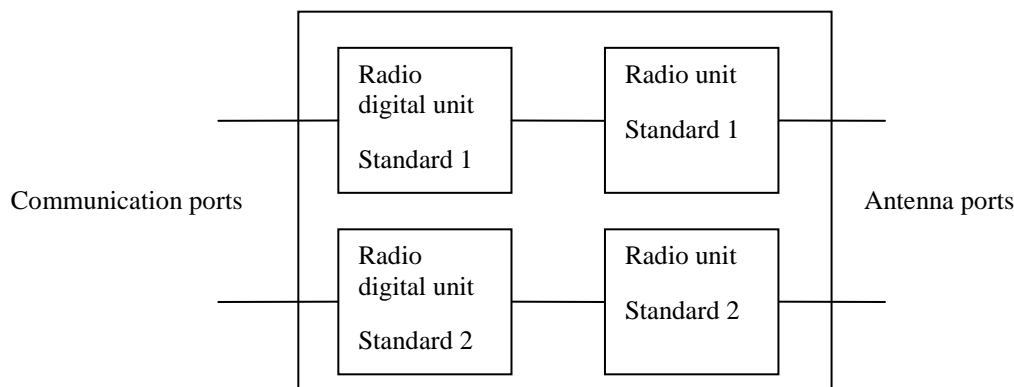 Radio
digital unit
Standard 1
Radio unit
Standard 1
Communication ports
Antenna ports
Radio
digital unit
Standard 2
Radio unit
Standard 2